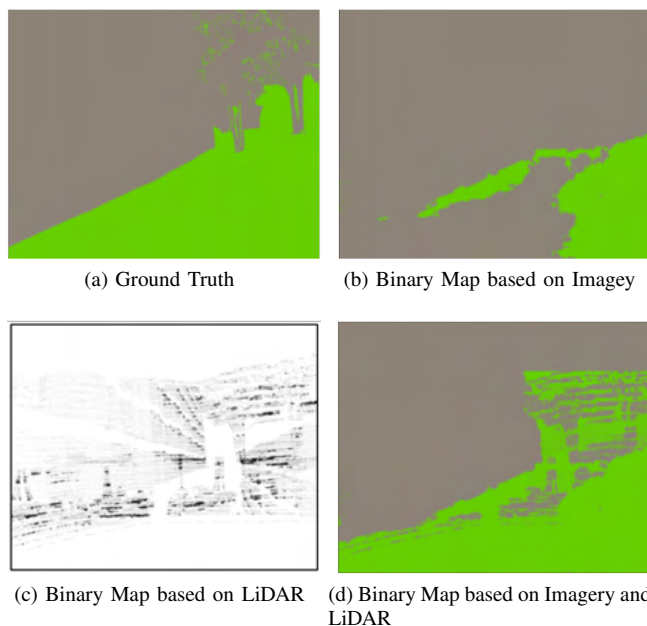 (a) Ground Truth
(b) Binary Map based on Imagey
(c) Binary Map based on LiDAR
(d) Binary Map based on Imagery and
LiDAR